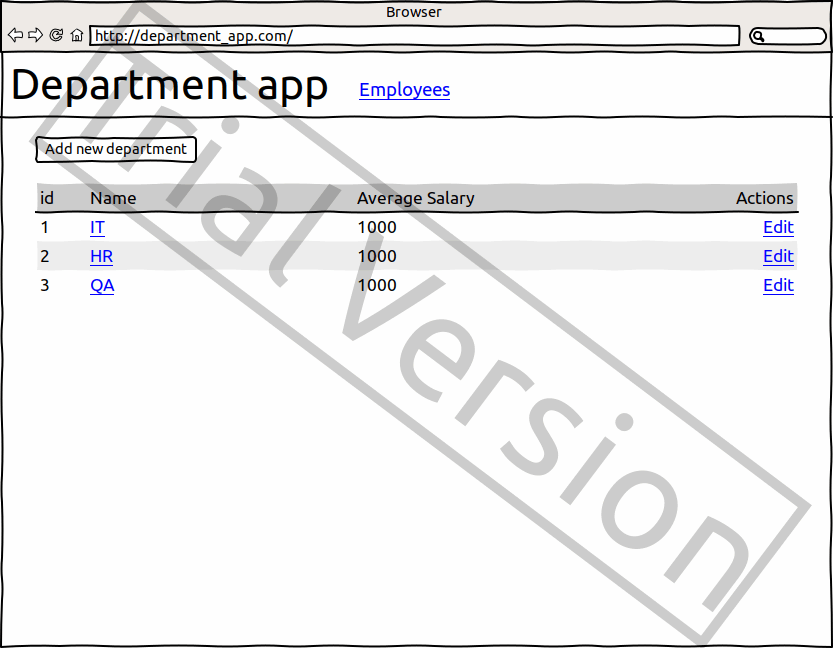 Browser
http://department_app.com/
Department app Employees
Add new department
id Name Average Salary Actions
1 IT 1000 Edit
2 HR 1000 Edit
3 QA 1000 Edit
Trial Version